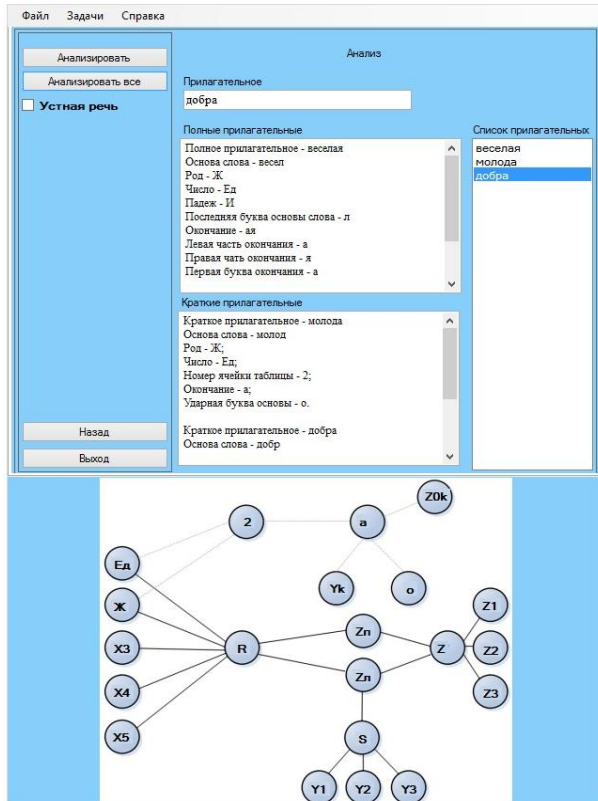 Файл Задачи Справка
Анализировать
Анализировать все
Устная речь
Назад
Выход
Анализ
Прилагательное
добра
Полные прилагательные
Полное прилагательное - веселая
Основа слова - весел
Род - Ж
Число - Ед
Падеж - И
Последняя буква основы слова - л
Окончание - ая
Левая часть окончания - а
Правая чать окончания - я
Первая буква окончания - а
Краткие прилагательные
Краткое прилагательное - молода
Основа слова - молод
Род - Ж;
Число - Ед;
Номер ячейки таблицы - 2;
Окончание - а;
Ударная буква основы - о.
Краткое прилагательное - добра
Основа слова - добр
Список прилагательных
веселая
молода
добра
Z0k
2
а
Ед
Yk
о
Ж
Z1
Zп
X3
R
Z
Z2
Zл
X4
Z3
X5
S
Y1
Y2
Y3